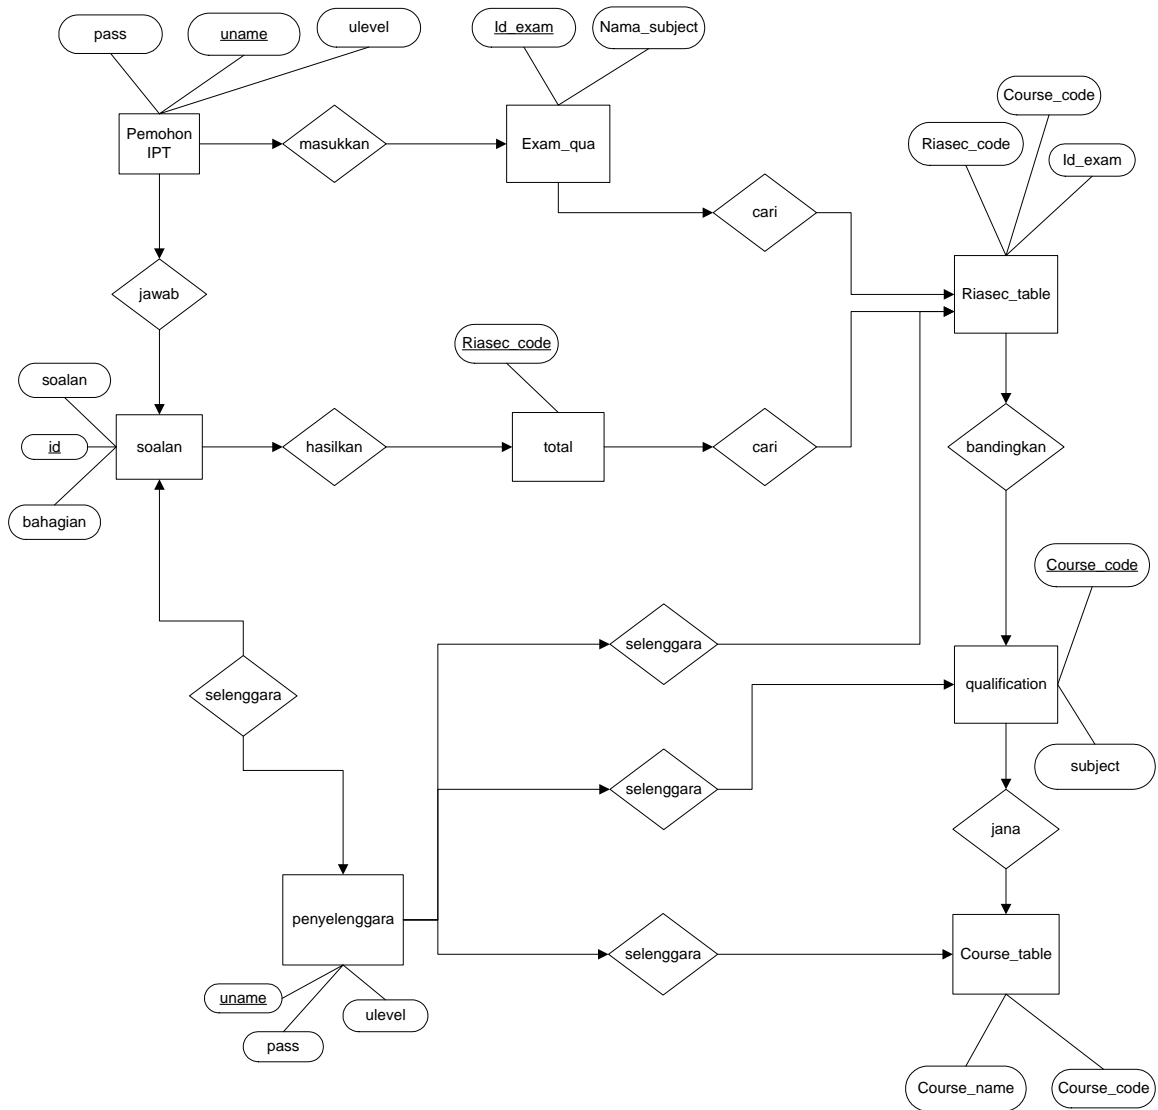 pass
uname
ulevel
Id_exam
Nama_subject
Course_code
Riasec_code
Id_exam
Pemohon
IPT
masukkan
Exam_qua
cari
Riasec_table
jawab
Riasec_code
soalan
id
bahagian
soalan
hasilkan
total
cari
bandingkan
Course_code
selenggara
selenggara
qualification
selenggara
subject
jana
penyelenggara
selenggara
Course_table
uname
pass
ulevel
Course_name
Course_code